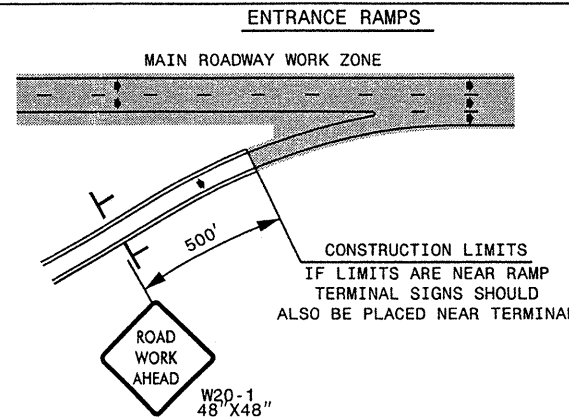 ENTRANCE RAMPS
MAIN ROADWAY WORK ZONE
500'
CONSTRUCTION LIMITS
IF LIMITS ARE NEAR RAMP
TERMINAL SIGNS SHOULD
ALSO BE PLACED NEAR TERMINAL
ROAD
WORK
AHEAD
W20-1
48"X48"